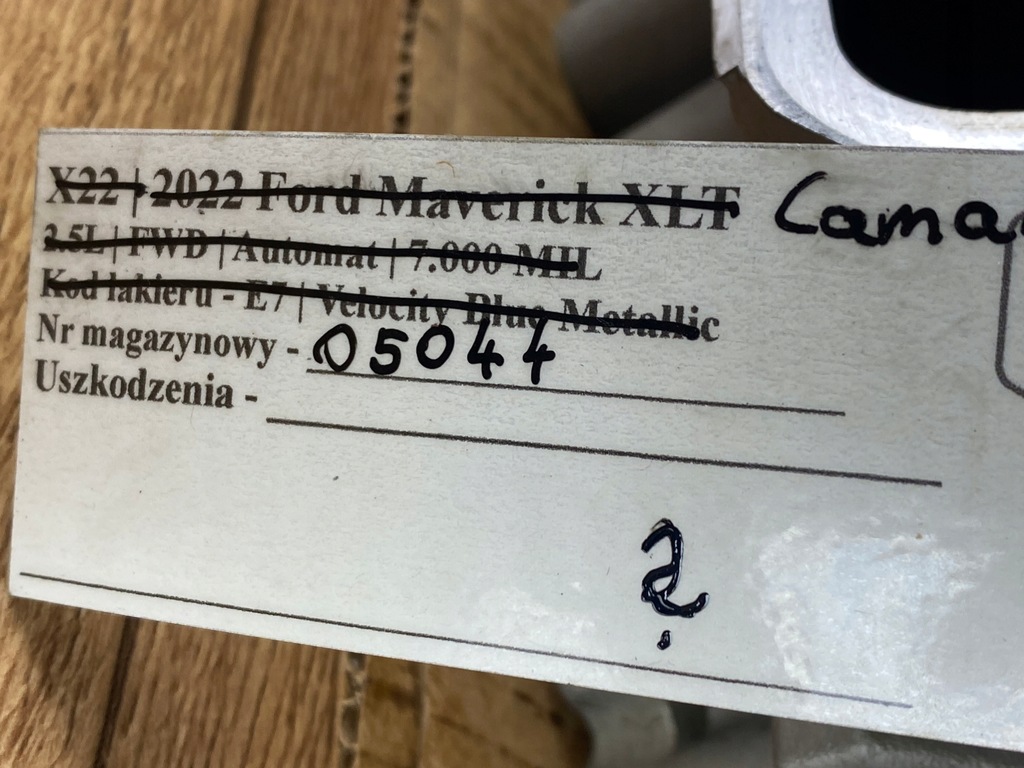 X22 | 2022 Ford Maverick XLT Cama
2.5L | FWD | Automat | 7.000 MIL
Kod lakieru - E7 | Velocity Blue Metallic
Nr magazynowy - 05044
Uszkodzenia -
?